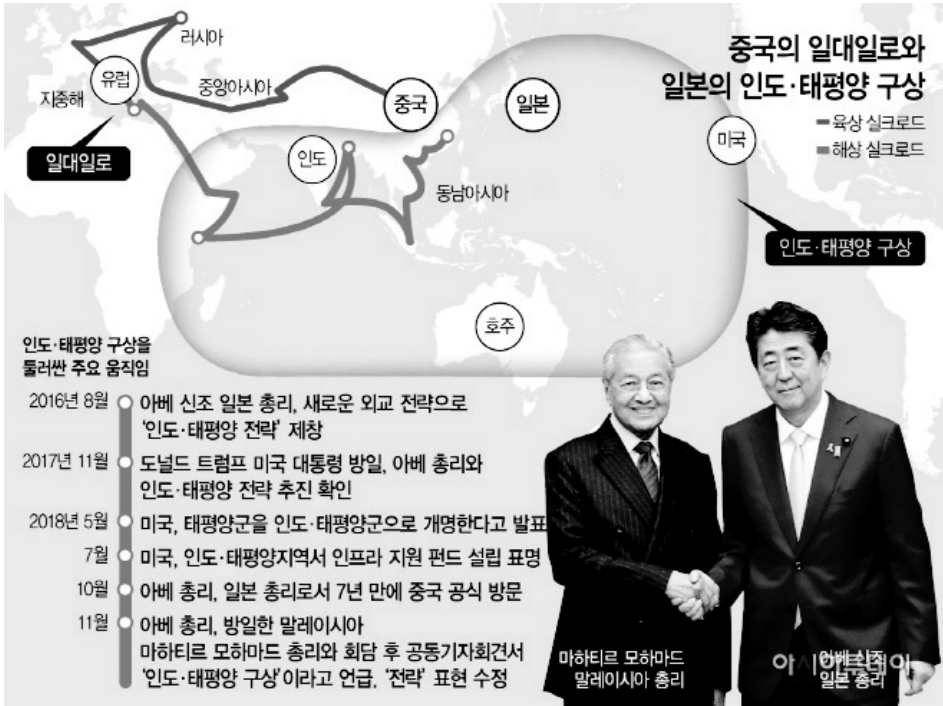 중국의 일대일로와
일본의 인도·태평양 구상
육상 실크로드
해상 실크로드
러시아
유럽
중앙아시아
지중해
중국
일본
미국
일대일로
인도
동남아시아
인도·태평양 구상
호주
인도·태평양 구상을
둘러싼 주요 움직임
2016년 8월 아베 신조 일본 총리, 새로운 외교 전략으로
‘인도·태평양 전략’ 제창
2017년 11월 도널드 트럼프 미국 대통령 방일, 아베 총리와
인도·태평양 전략 추진 확인
2018년 5월 미국, 태평양군을 인도·태평양군으로 개명한다고 발표
7월 미국, 인도·태평양지역서 인프라 지원 펀드 설립 표명
10월 아베 총리, 일본 총리로서 7년 만에 중국 공식 방문
11월 아베 총리, 방일한 말레이시아
마하티르 모하마드 총리와 회담 후 공동기자회견서
‘인도·태평양 구상’이라고 언급, ‘전략’ 표현 수정
마하티르 모하마드
말레이시아 총리
아베 신조
일본 총리
아시아투데이